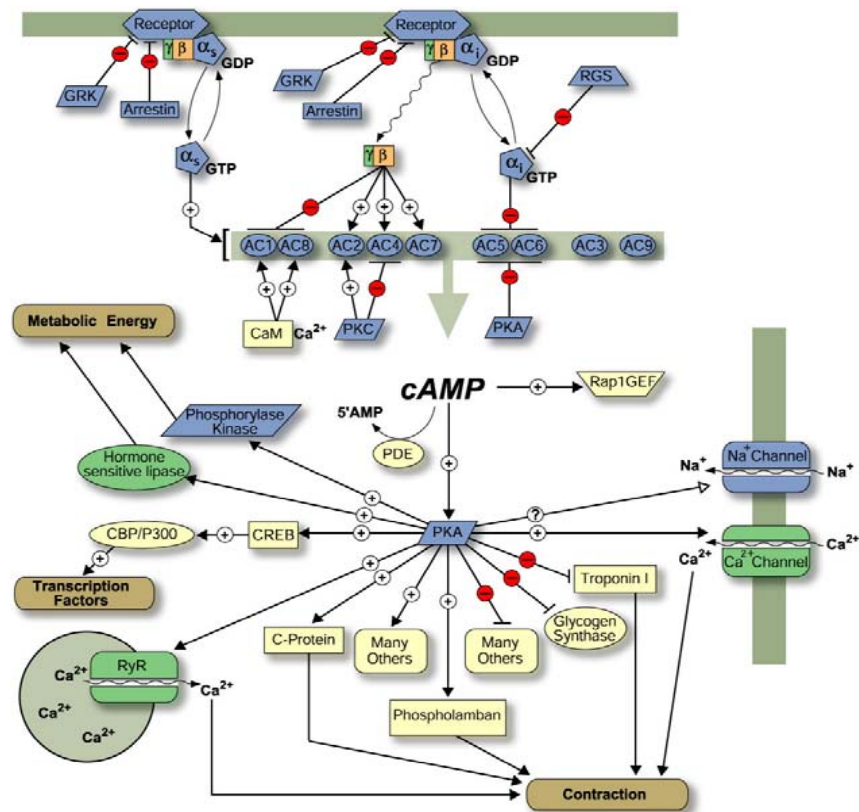 Receptor
γ β αs
GDP
GRK
Arrestin
αs
GTP
Receptor
γ β αi
GDP
GRK
Arrestin
RGS
γ β
αi
GTP
+
+ + +
AC1 AC8 AC2 AC4 AC7 AC5 AC6 AC3 AC9
+ + +
CaM Ca2+ PKC PKA
Metabolic Energy
cAMP
+
Rap1GEF
5'AMP
PDE
+
Phosphorylase
Kinase
Hormone
sensitive lipase
+
+
Na+ Channel
Na+
Na+
CBP/P300
+
CREB
+
PKA
?
+
Ca2+
Ca2+ Channel
Ca2+
+
Transcription
Factors
+
+
+
+
Troponin I
C-Protein
Many
Others
Many
Others
Glycogen
Synthase
+
RyR
Ca2+
Ca2+
Ca2+
Ca2+
Phospholamban
Contraction